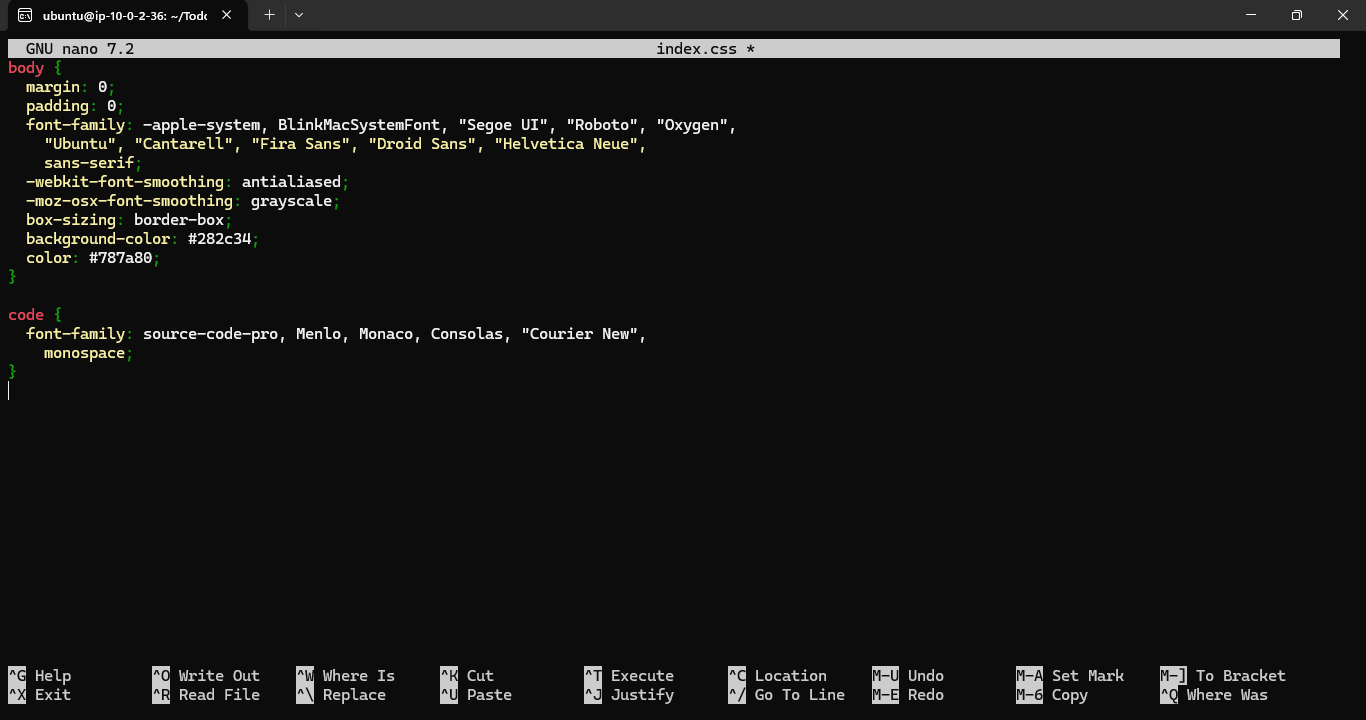 ubuntu@ip-10-0-2-36: ~/Todo
GNU nano 7.2 index.css *
body {
  margin: 0;
  padding: 0;
  font-family: -apple-system, BlinkMacSystemFont, "Segoe UI", "Roboto", "Oxygen",
    "Ubuntu", "Cantarell", "Fira Sans", "Droid Sans", "Helvetica Neue",
    sans-serif;
  -webkit-font-smoothing: antialiased;
  -moz-osx-font-smoothing: grayscale;
  box-sizing: border-box;
  background-color: #282c34;
  color: #787a80;
}

code {
  font-family: source-code-pro, Menlo, Monaco, Consolas, "Courier New",
    monospace;
}
^G Help ^O Write Out ^W Where Is ^K Cut ^T Execute ^C Location M-U Undo M-A Set Mark M-] To Bracket
^X Exit ^R Read File ^\ Replace ^U Paste ^J Justify ^/ Go To Line M-E Redo M-6 Copy ^Q Where Was